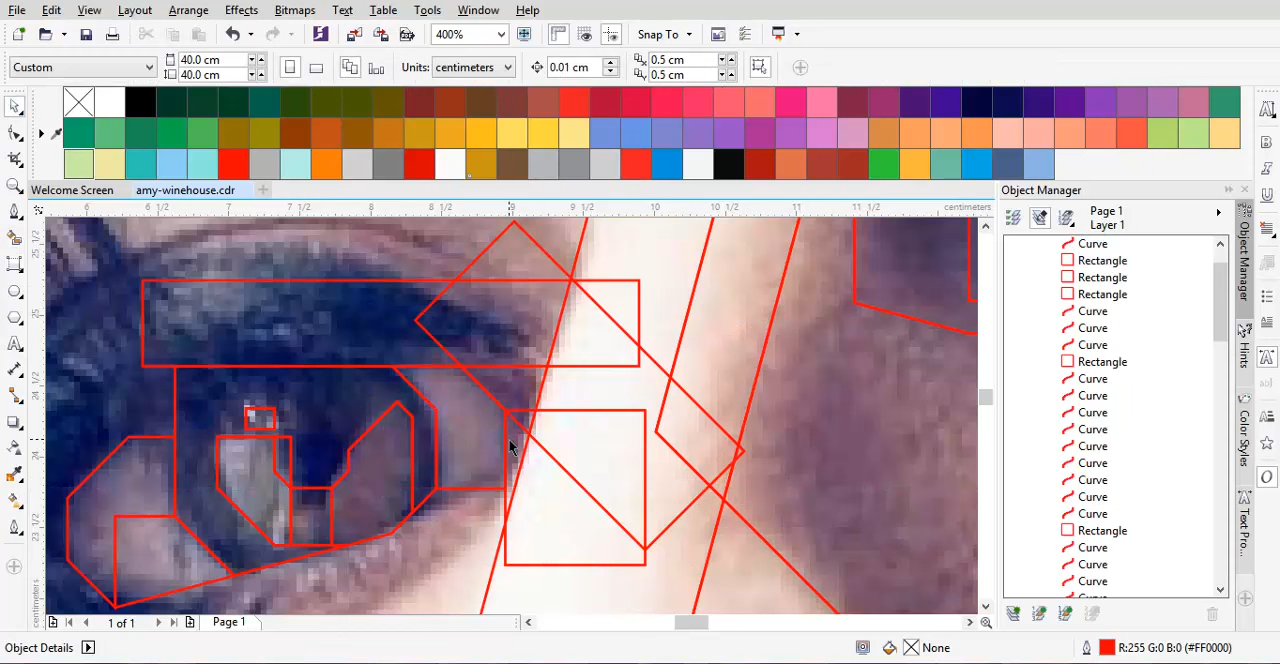 File Edit View Layout Arrange Effects Bitmaps Text Table Tools Window Help
400% Snap To
Custom 40.0 cm 40.0 cm Units: centimeters 0.01 cm 0.5 cm 0.5 cm
Welcome Screen amy-winehouse.cdr
Object Manager
6 6 1/2 7 7 1/2 8 8 1/2 9 9 1/2 10 10 1/2 11 11 1/2 centimeters
Page 1
Layer 1
Curve
Rectangle
Rectangle
Rectangle
Curve
Curve
Curve
Rectangle
Curve
Curve
Curve
Curve
Curve
Curve
Curve
Curve
Curve
Rectangle
Curve
Curve
Curve
Curve
Object Manager
Hints
Color Styles
Text Pro...
centimeters
1 of 1 Page 1
Object Details None R:255 G:0 B:0 (#FF0000)